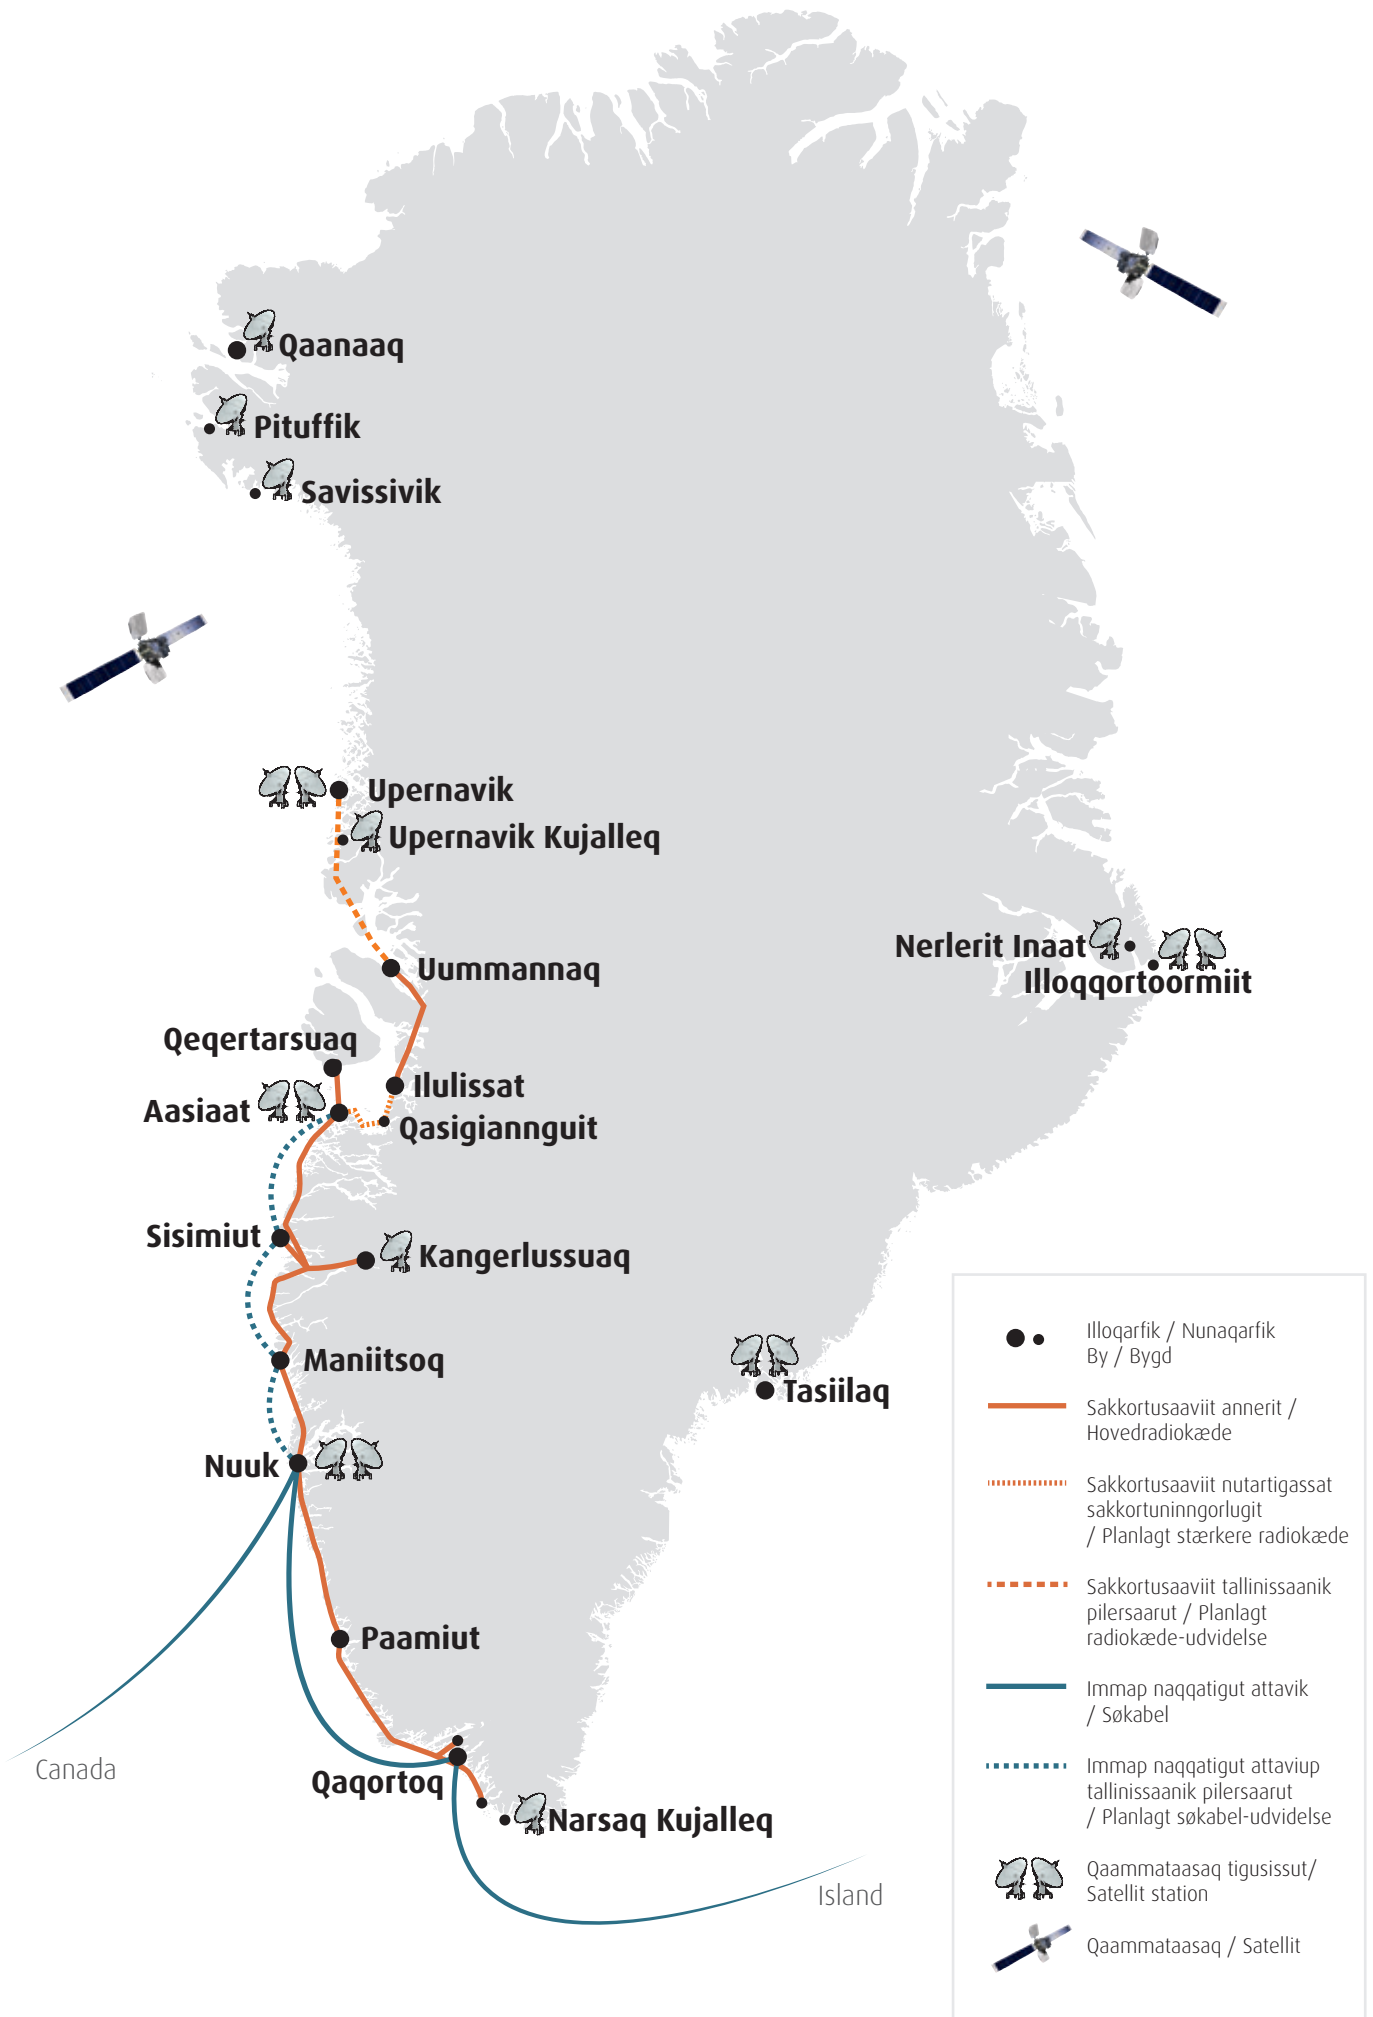 Qaanaaq
Pituffik
Savissivik
Upernavik
Upernavik Kujalleq
Nerlerit Inaat
Uummannaq
Illoqqortoormiit
Qeqertarsuaq
Ilulissat
Aasiaat
Qasigiannguit
Sisimiut
Kangerlussuaq
Maniitsoq
Tasiilaq
Nuuk
Paamiut
Canada
Qaqortoq
Narsaq Kujalleq
Island
Illoqarfik / Nunaqarfik
By / Bygd
Sakkortusaaviit annerit /
Hovedradiokæde
Sakkortusaaviit nutartigassat
sakkortuninngorlugit
/ Planlagt stærkere radiokæde
Sakkortusaaviit tallinissaanik
pilersaarut / Planlagt
radiokæde-udvidelse
Immap naqqatigut attavik
/ Søkabel
Immap naqqatigut attaviup
tallinissaanik pilersaarut
/ Planlagt søkabel-udvidelse
Qaammataasaq tigusissut/
Satellit station
Qaammataasaq / Satellit